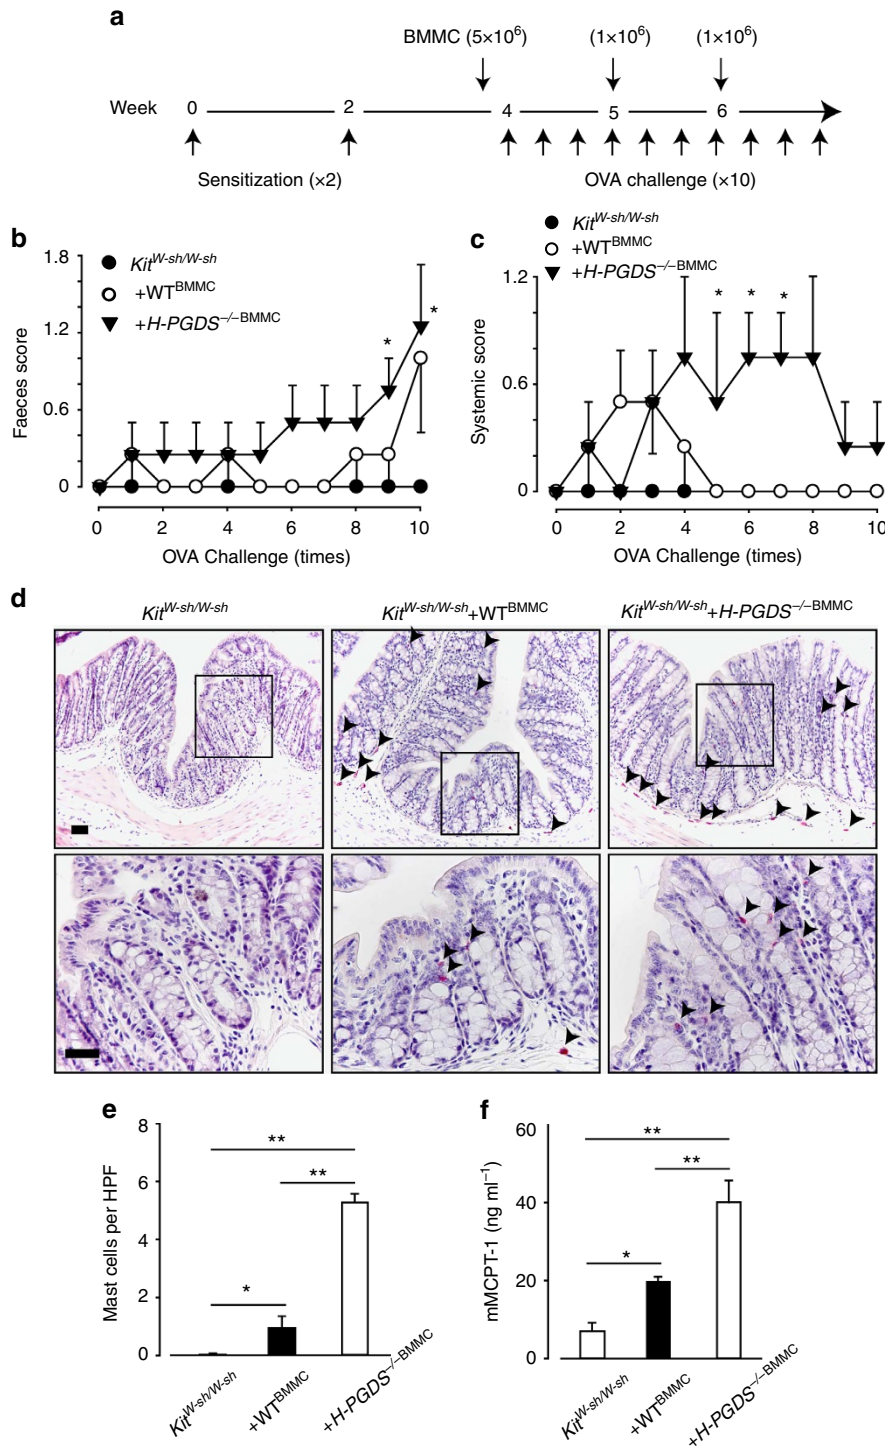 a
BMMC (5×10⁶) (1×10⁶) (1×10⁶)
Week 0 2 4 5 6
Sensitization (×2) OVA challenge (×10)
b
Kit^W-sh/W-sh
+WT^BMMC
+H-PGDS^–/–BMMC
Faeces score
1.8
1.2
0.6
0
* *
0 2 4 6 8 10
OVA Challenge (times)
c
Kit^W-sh/W-sh
+WT^BMMC
+H-PGDS^–/–BMMC
Systemic score
1.2
0.6
0
* * *
0 2 4 6 8 10
OVA Challenge (times)
d
Kit^W-sh/W-sh Kit^W-sh/W-sh+WT^BMMC Kit^W-sh/W-sh+H-PGDS^–/–BMMC
e
Mast cells per HPF
8
6
4
2
0
**
**
*
Kit^W-sh/W-sh +WT^BMMC +H-PGDS^–/–BMMC
f
mMCPT-1 (ng ml⁻¹)
60
40
20
0
**
**
*
Kit^W-sh/W-sh +WT^BMMC +H-PGDS^–/–BMMC